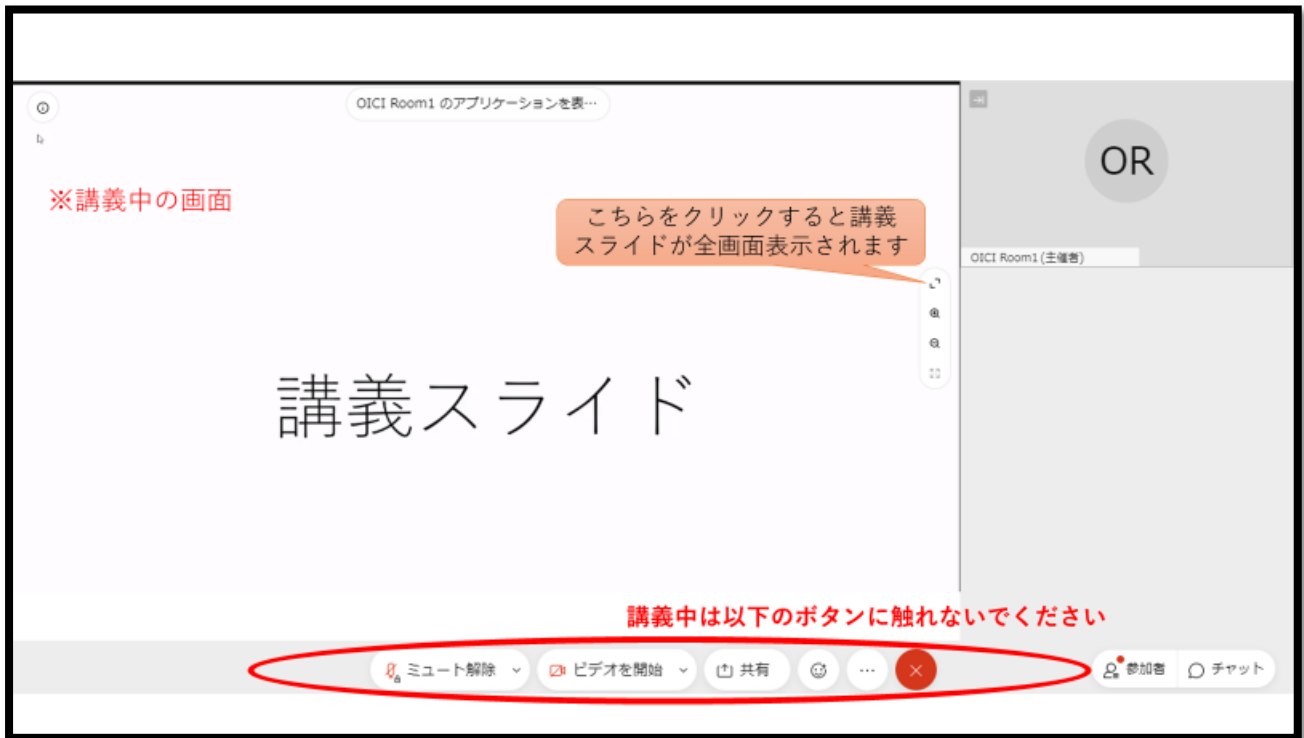 OICI Room1 のアプリケーションを表…
OR
※講義中の画面
こちらをクリックすると講義
スライドが全画面表示されます
OICI Room1(主催者)
講義スライド
講義中は以下のボタンに触れないでください
ミュート解除
ビデオを開始
共有
参加者
チャット